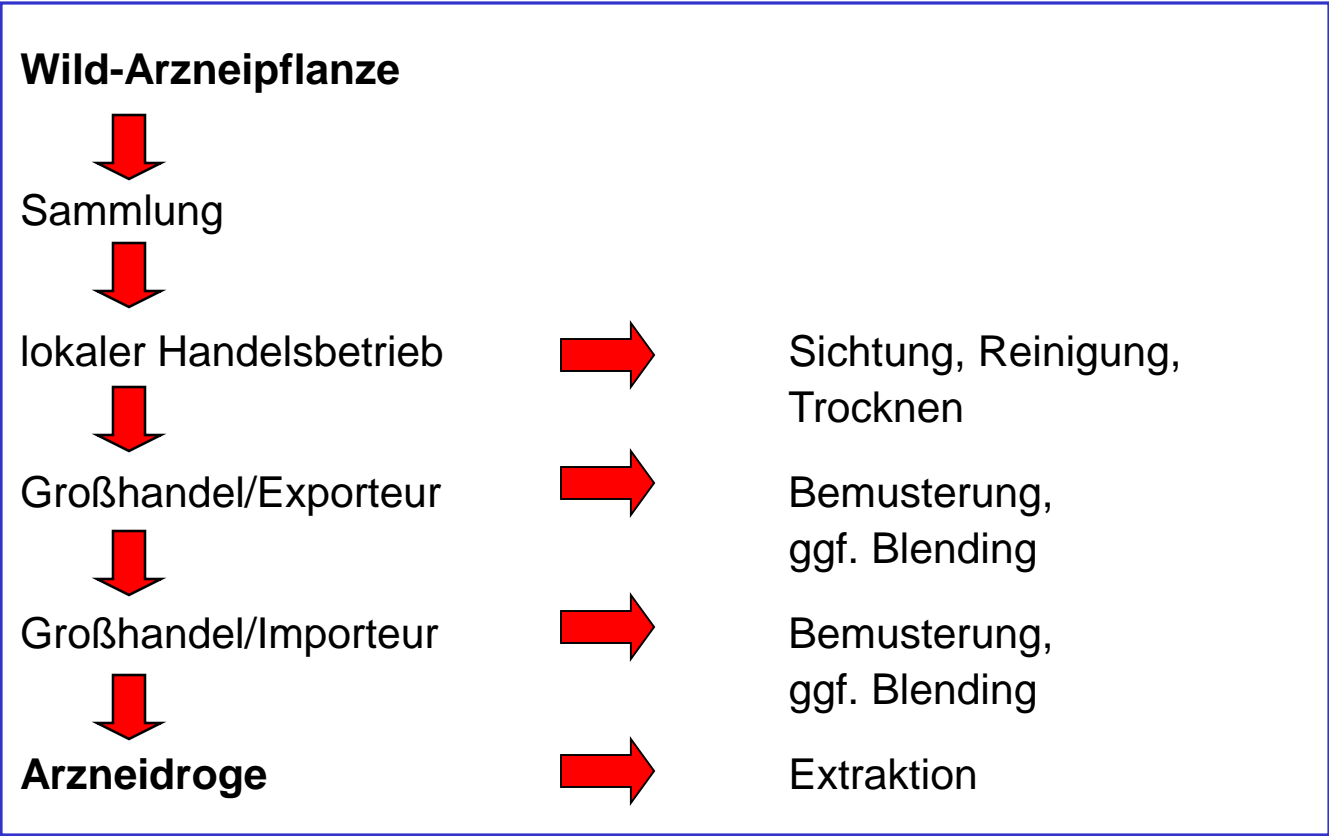 Wild-Arzneipflanze
Sammlung
lokaler Handelsbetrieb
Sichtung, Reinigung,
Trocknen
Großhandel/Exporteur
Bemusterung,
ggf. Blending
Großhandel/Importeur
Bemusterung,
ggf. Blending
Arzneidroge
Extraktion